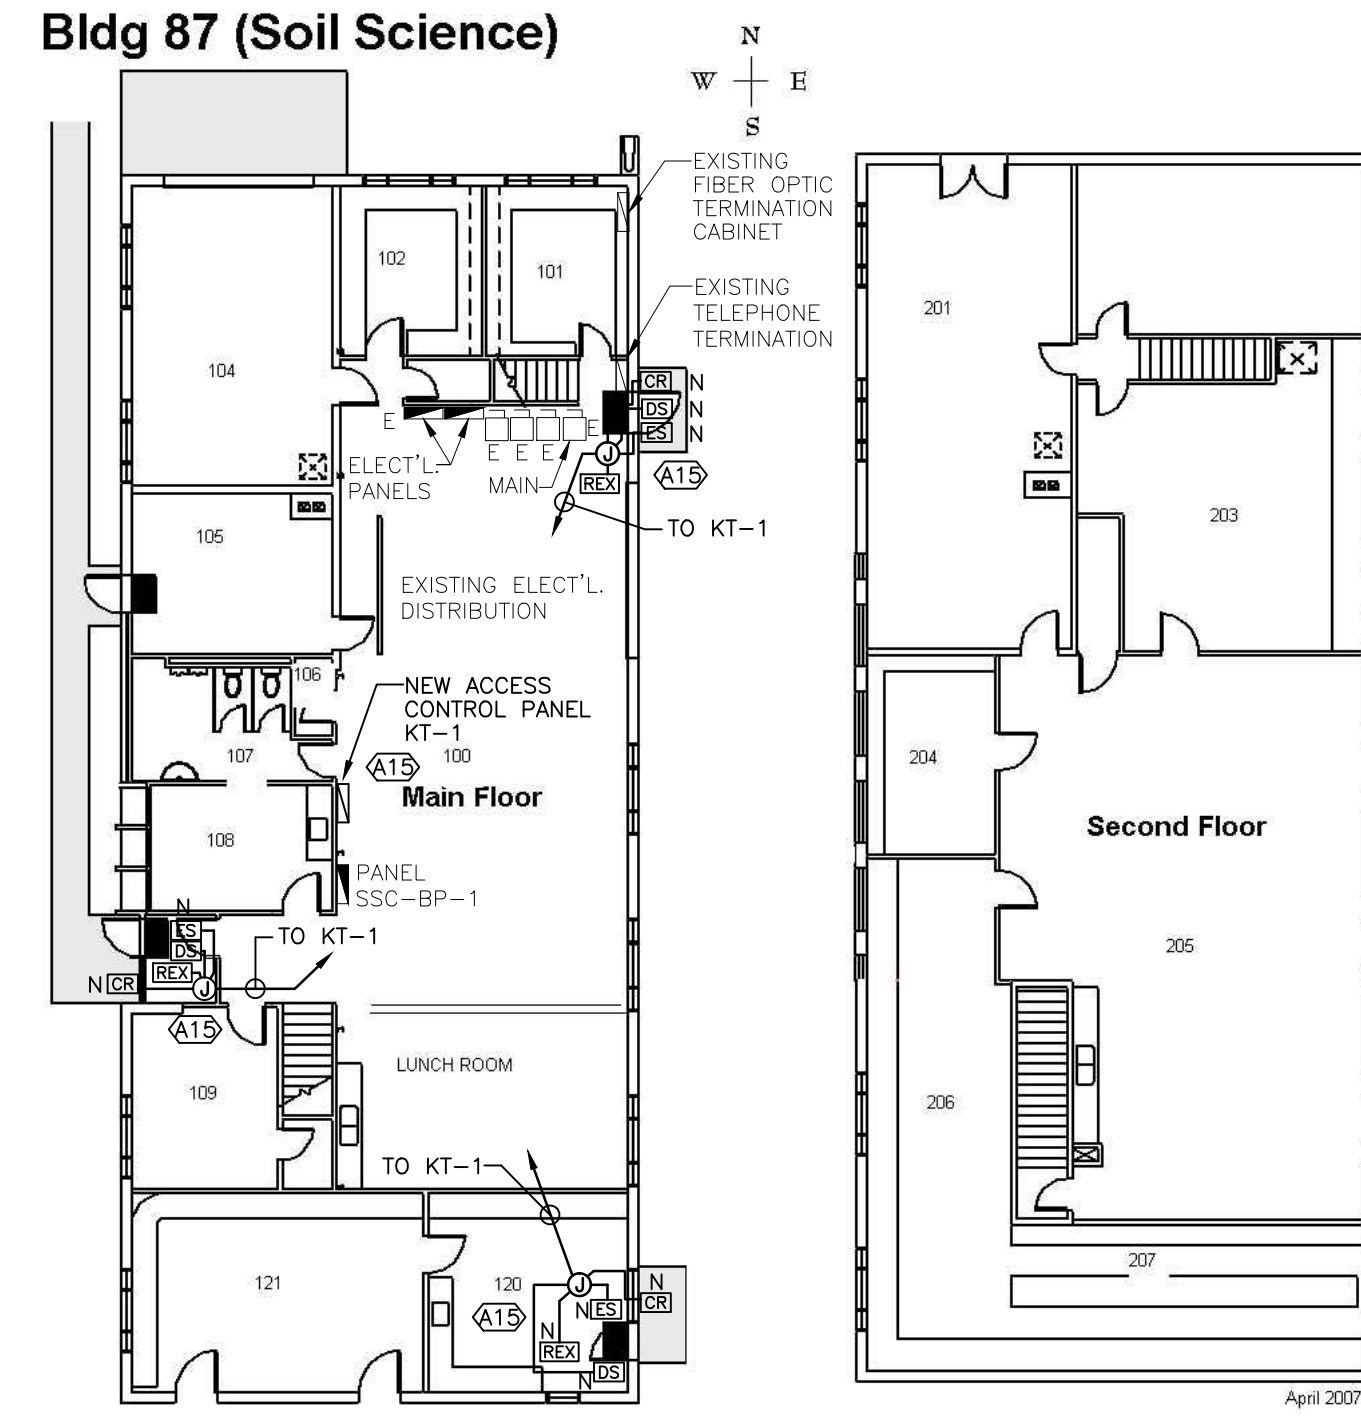 Bldg 87 (Soil Science)
N
W E
S
EXISTING
FIBER OPTIC
TERMINATION
CABINET
102
101
EXISTING
TELEPHONE
TERMINATION
104
CR N
DS N
ES N
E
E
E E E
ELECT'L.
PANELS
MAIN
J
REX
A15
TO KT-1
105
EXISTING ELECT'L.
DISTRIBUTION
106
NEW ACCESS
CONTROL PANEL
KT-1
107
A15
100
Main Floor
108
PANEL
SSC-BP-1
N
ES
DS
REX
N CR
J
TO KT-1
A15
LUNCH ROOM
109
TO KT-1
121
120
J
N
CR
N ES
A15
N
REX
DS
N
201
203
204
Second Floor
205
206
207
April 2007